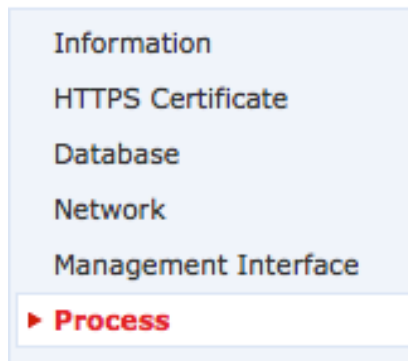 Information
HTTPS Certificate
Database
Network
Management Interface
Process